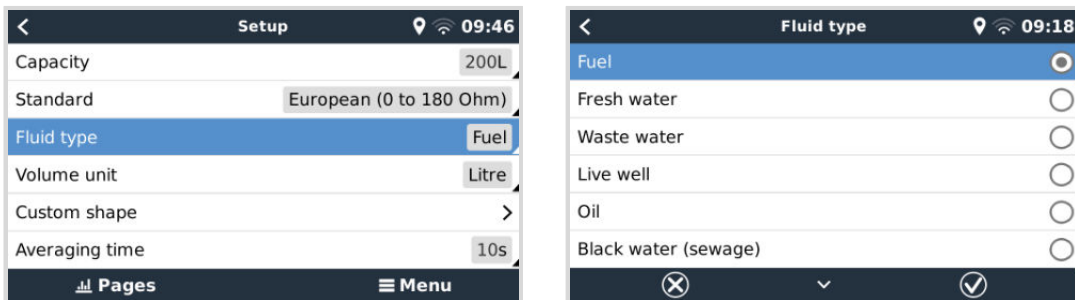 Setup 09:46
Capacity 200L
Standard European (0 to 180 Ohm)
Fluid type Fuel
Volume unit Litre
Custom shape
Averaging time 10s
Pages Menu
Fluid type 09:18
Fuel
Fresh water
Waste water
Live well
Oil
Black water (sewage)